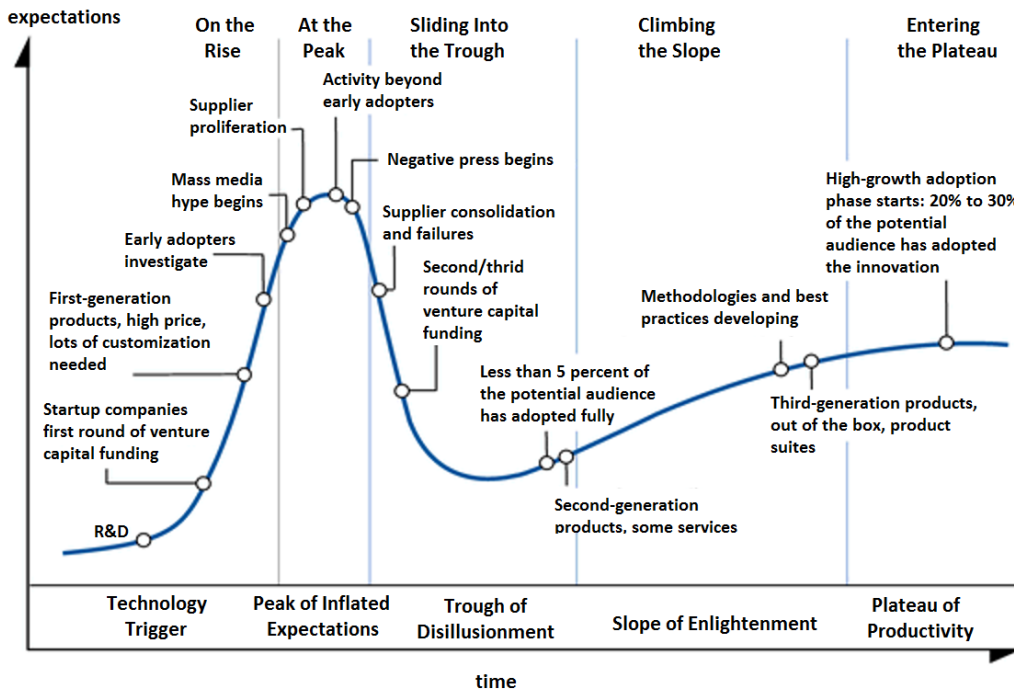 expectations
On the
Rise
At the
Peak
Sliding Into
the Trough
Climbing
the Slope
Entering
the Plateau
Activity beyond
early adopters
Supplier
proliferation
Negative press begins
Mass media
hype begins
High-growth adoption
phase starts: 20% to 30%
of the potential
audience has adopted
the innovation
Supplier consolidation
and failures
Early adopters
investigate
Second/thrid
rounds of
venture capital
funding
First-generation
products, high price,
lots of customization
needed
Methodologies and best
practices developing
Less than 5 percent of
the potential audience
has adopted fully
Startup companies
first round of venture
capital funding
Third-generation products,
out of the box, product
suites
Second-generation
products, some services
R&D
Technology
Trigger
Peak of Inflated
Expectations
Trough of
Disillusionment
Slope of Enlightenment
Plateau of
Productivity
time